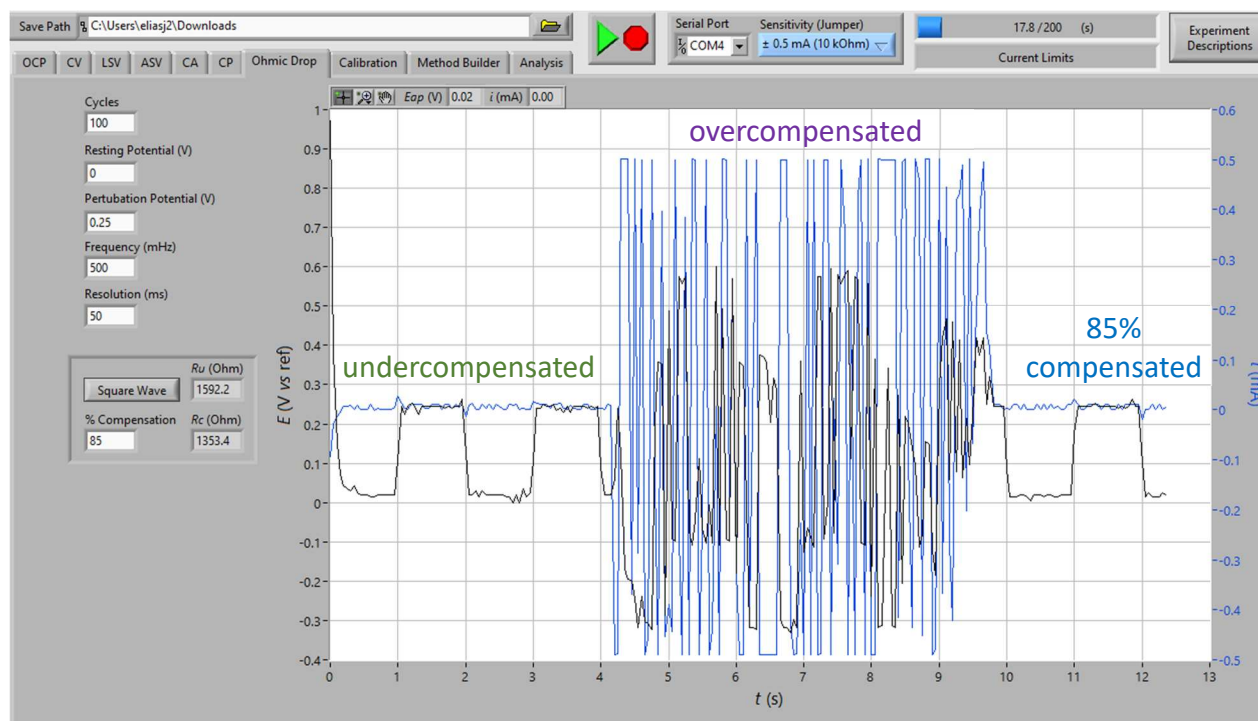 Save Path C:\Users\eliasj2\Downloads
Serial Port
COM4
Sensitivity (Jumper)
± 0.5 mA (10 kOhm)
17.8 / 200 (s)
Current Limits
Experiment
Descriptions
OCP CV LSV ASV CA CP Ohmic Drop Calibration Method Builder Analysis
Cycles
100
Resting Potential (V)
0
Pertubation Potential (V)
0.25
Frequency (mHz)
500
Resolution (ms)
50
Square Wave
Ru (Ohm)
1592.2
% Compensation
85
Rc (Ohm)
1353.4
Eap (V) 0.02 i (mA) 0.00
overcompensated
undercompensated
85%
compensated
E (V vs ref)
1
0.9
0.8
0.7
0.6
0.5
0.4
0.3
0.2
0.1
0
-0.1
-0.2
-0.3
-0.4
0.6
0.5
0.4
0.3
0.2
0.1
0
-0.1
-0.2
-0.3
-0.4
-0.5
(mA)
0 1 2 3 4 5 6 7 8 9 10 11 12 13
t (s)